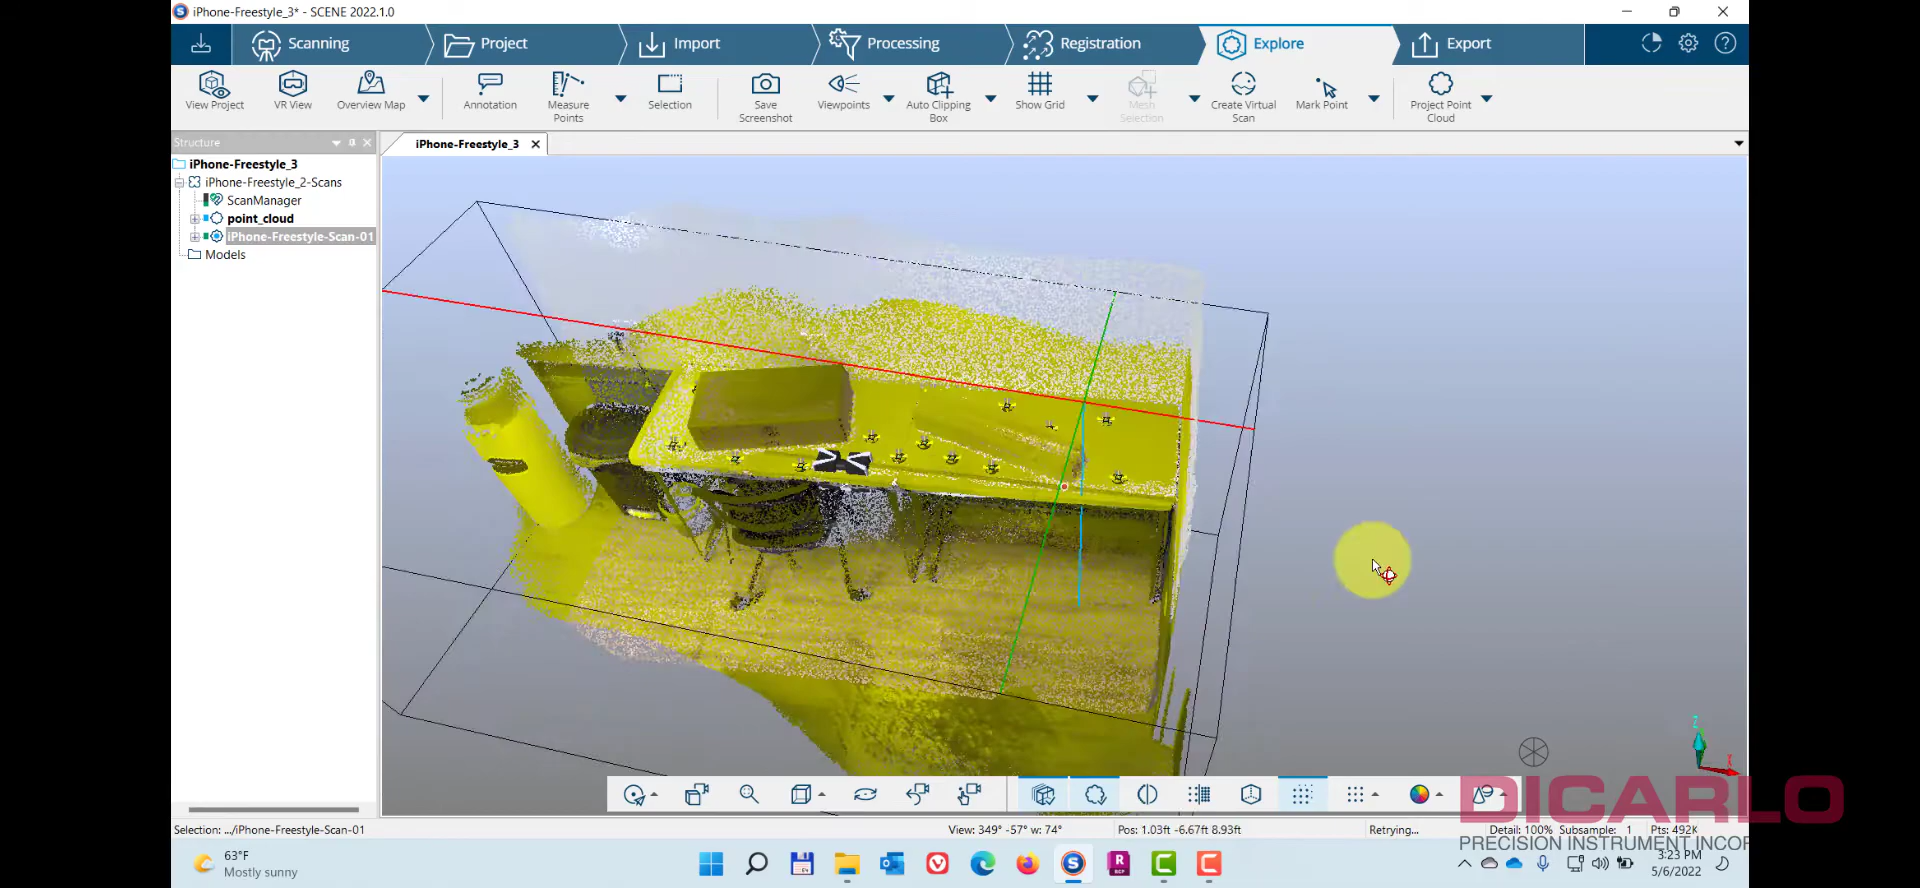 iPhone-Freestyle_3* - SCENE 2022.1.0
Scanning
Project
Import
Processing
Registration
Explore
Export
View Project
VR View
Overview Map
Annotation
Measure Points
Selection
Save Screenshot
Viewpoints
Auto Clipping Box
Show Grid
Mesh Selection
Create Virtual Scan
Mark Point
Project Point Cloud
Structure
iPhone-Freestyle_3
iPhone-Freestyle_3
iPhone-Freestyle_2-Scans
ScanManager
point_cloud
iPhone-Freestyle-Scan-01
Models
Z
X
DICARLO
PRECISION INSTRUMENT INCOR
Selection: .../iPhone-Freestyle-Scan-01
View: 349° -57° w: 74°
Pos: 1.03ft -6.67ft 8.93ft
Retrying...
Detail: 100% Subsample: 1 Pts: 492K
63°F
Mostly sunny
3:23 PM
5/6/2022